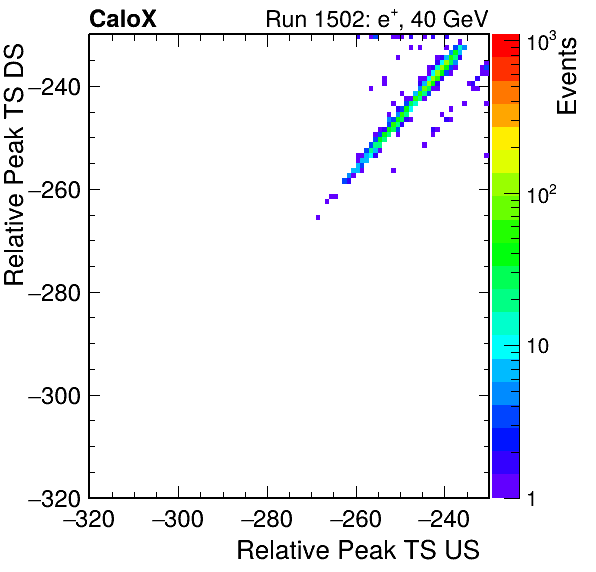 CaloX
Run 1502: e⁺, 40 GeV
Relative Peak TS DS
−240
−260
−280
−300
−320
−320 −300 −280 −260 −240
Relative Peak TS US
Events
10³
10²
10
1